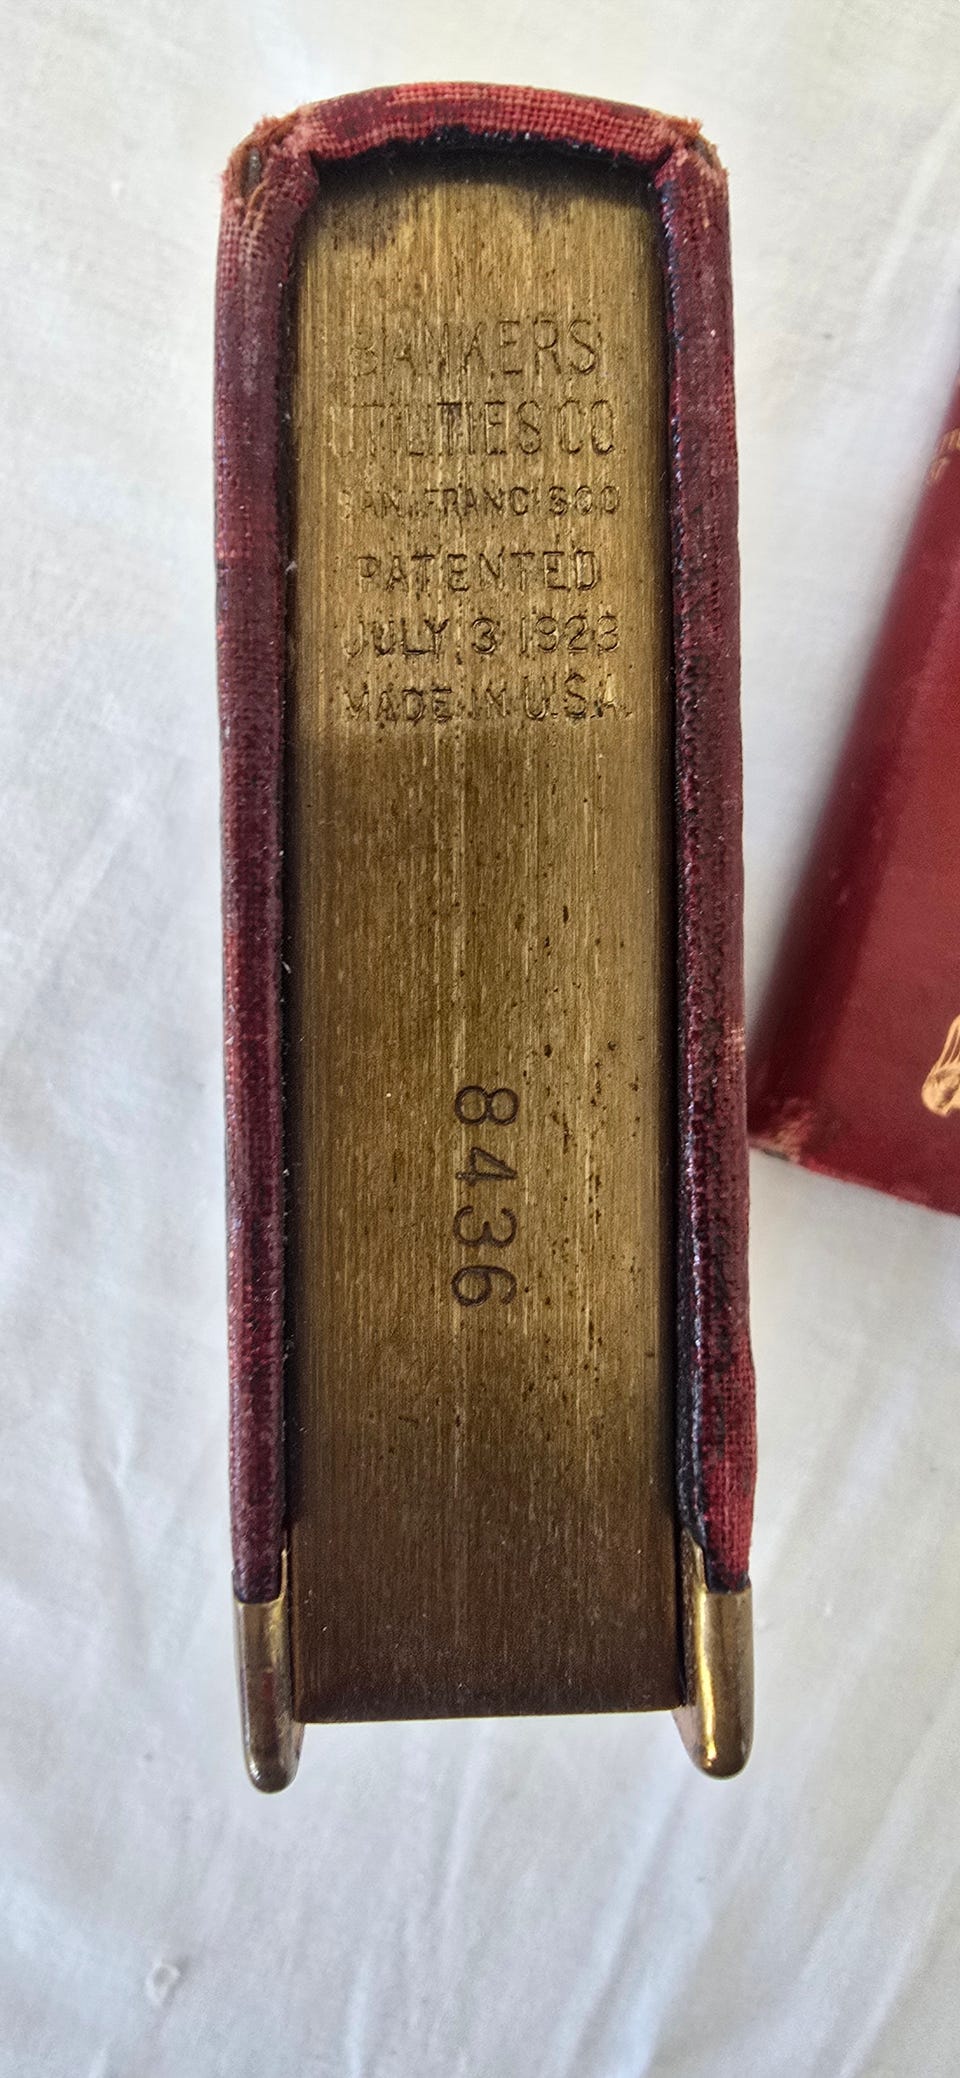 BANKERS
UTILITIES CO
SAN FRANCISCO
PATENTED
JULY 3 1923
MADE IN U.S.A.
8436